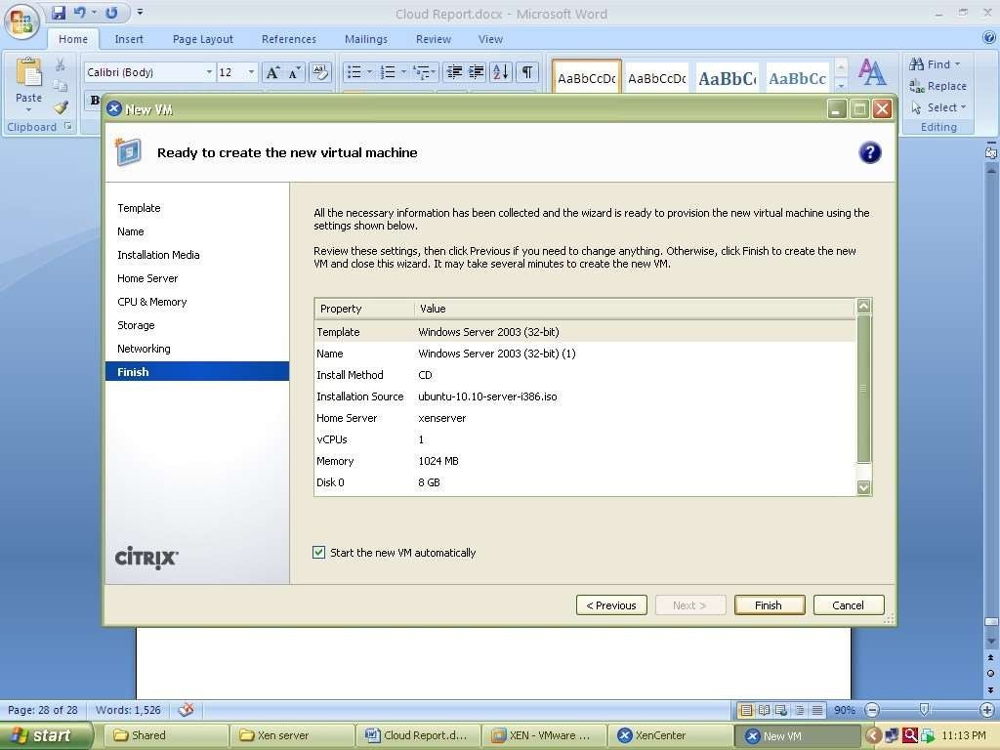 Cloud Report.docx - Microsoft Word
Home Insert Page Layout References Mailings Review View
Paste
Clipboard
Calibri (Body) 12
B
AaBbCcDc AaBbCcDc AaBbC AaBbCc
Find
Replace
Select
Editing
New VM
Ready to create the new virtual machine
Template
Name
Installation Media
Home Server
CPU & Memory
Storage
Networking
Finish
CITRIX
All the necessary information has been collected and the wizard is ready to provision the new virtual machine using the
settings shown below.
Review these settings, then click Previous if you need to change anything. Otherwise, click Finish to create the new
VM and close this wizard. It may take several minutes to create the new VM.
Property Value
Template Windows Server 2003 (32-bit)
Name Windows Server 2003 (32-bit) (1)
Install Method CD
Installation Source ubuntu-10.10-server-i386.iso
Home Server xenserver
vCPUs 1
Memory 1024 MB
Disk 0 8 GB
Start the new VM automatically
< Previous Next > Finish Cancel
Page: 28 of 28 Words: 1,526 90%
start Shared Xen server Cloud Report.d... XEN - VMware ... XenCenter New VM 11:13 PM